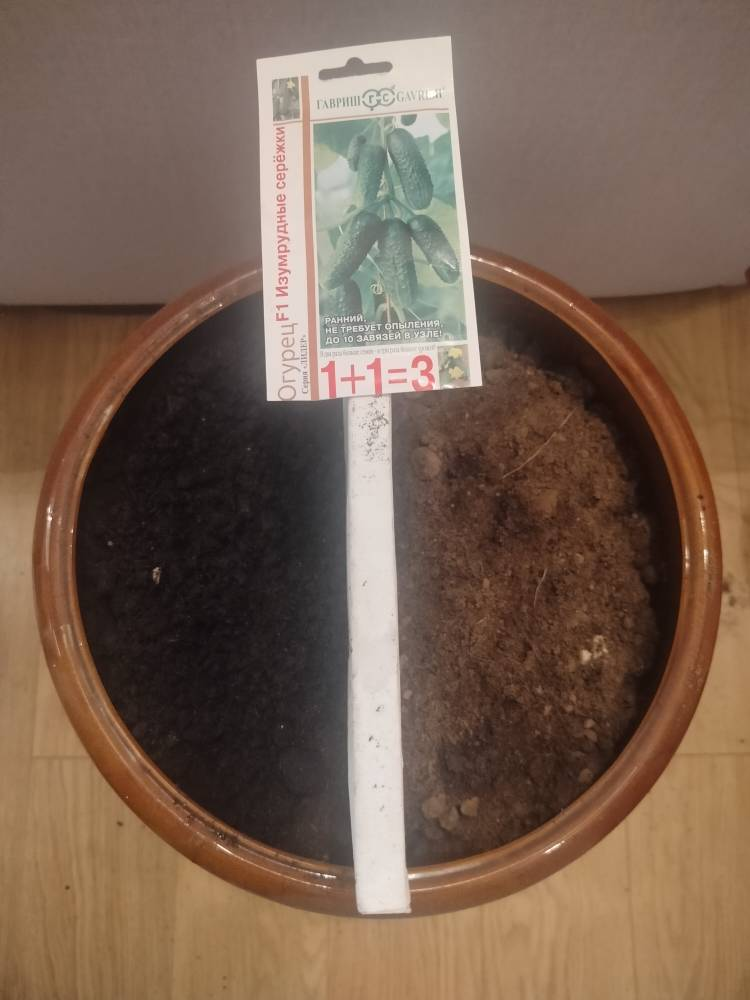 ГАВРИШ ГС GAVRISH
Огурец F1 Изумрудные серёжки
Серия «ЛИДЕР»
РАННИЙ,
НЕ ТРЕБУЕТ ОПЫЛЕНИЯ,
ДО 10 ЗАВЯЗЕЙ В УЗЛЕ!
1+1=3